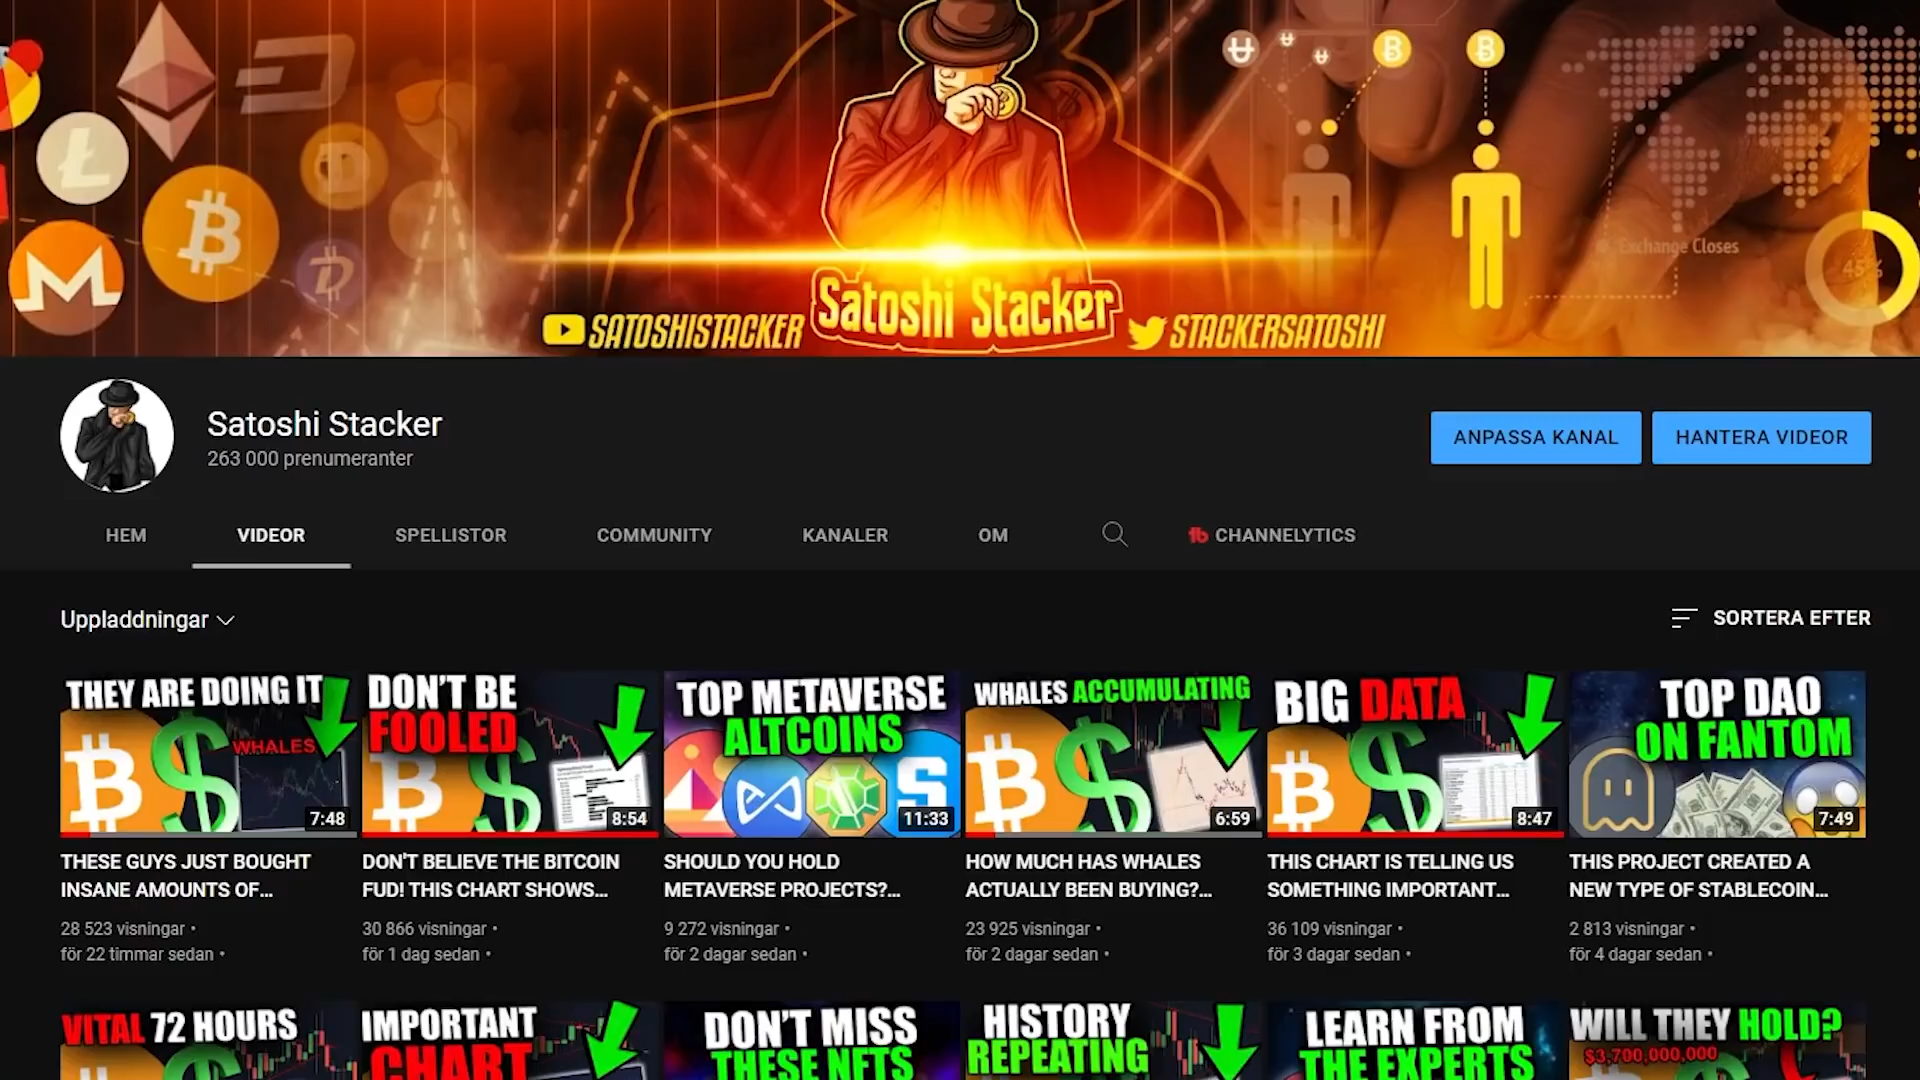 Exchange Closes
45%
Satoshi Stacker
SATOSHISTACKER
STACKERSATOSHI
Satoshi Stacker
263 000 prenumeranter
ANPASSA KANAL
HANTERA VIDEOR
HEM
VIDEOR
SPELLISTOR
COMMUNITY
KANALER
OM
CHANNELYTICS
Uppladdningar
SORTERA EFTER
THEY ARE DOING IT
WHALES
7:48
DON'T BE
FOOLED
8:54
TOP METAVERSE
ALTCOINS
11:33
WHALES ACCUMULATING
6:59
BIG DATA
8:47
TOP DAO
ON FANTOM
7:49
THESE GUYS JUST BOUGHT
INSANE AMOUNTS OF...
28 523 visningar •
för 22 timmar sedan •
DON'T BELIEVE THE BITCOIN
FUD! THIS CHART SHOWS...
30 866 visningar •
för 1 dag sedan •
SHOULD YOU HOLD
METAVERSE PROJECTS?...
9 272 visningar •
för 2 dagar sedan •
HOW MUCH HAS WHALES
ACTUALLY BEEN BUYING?...
23 925 visningar •
för 2 dagar sedan •
THIS CHART IS TELLING US
SOMETHING IMPORTANT...
36 109 visningar •
för 3 dagar sedan •
THIS PROJECT CREATED A
NEW TYPE OF STABLECOIN...
2 813 visningar •
för 4 dagar sedan •
VITAL 72 HOURS
IMPORTANT
CHART
DON'T MISS
THESE NFTS
HISTORY
REPEATING
LEARN FROM
THE EXPERTS
WILL THEY HOLD?
$3,700,000,000